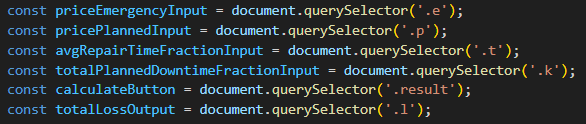 const priceEmergencyInput = document.querySelector('.e');
const pricePlannedInput = document.querySelector('.p');
const avgRepairTimeFractionInput = document.querySelector('.t');
const totalPlannedDowntimeFractionInput = document.querySelector('.k');
const calculateButton = document.querySelector('.result');
const totalLossOutput = document.querySelector('.l');